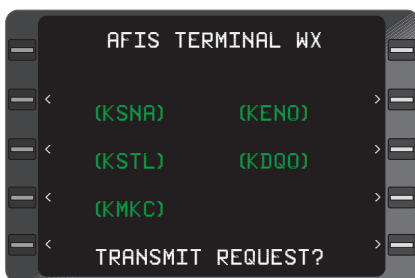 AFIS TERMINAL WX
< >
(KSNA) (KENO)
< >
(KSTL) (KDQO)
< >
(KMKC)
< >
TRANSMIT REQUEST?